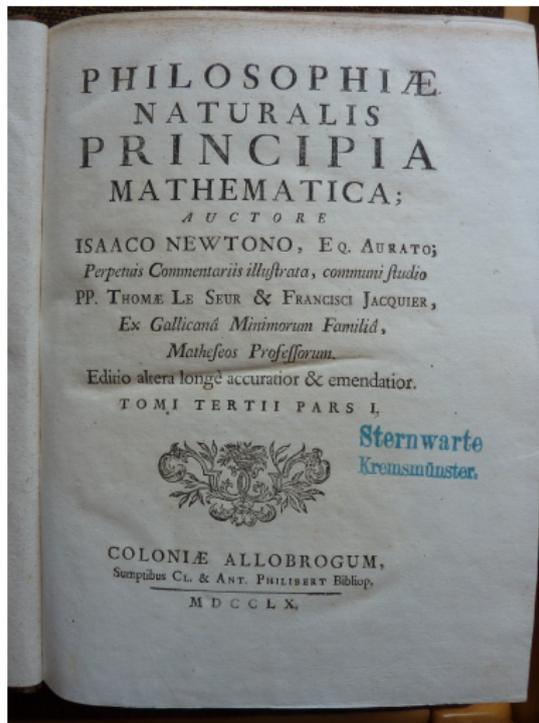 PHILOSOPHIÆ
NATURALIS
PRINCIPIA
MATHEMATICA;
AUCTORE
ISAACO NEWTONO, EQ. AURATO;
Perpetuis Commentariis illuſtrata, communi ſtudio
PP. THOMÆ LE SEUR & FRANCISCI JACQUIER,
Ex Gallicanâ Minimorum Familiâ,
Matheſeos Profeſſorum.
Editio altera longè accuratior & emendatior.
TOMI TERTII PARS I.
Sternwarte
Kremsmünster.
COLONIÆ ALLOBROGUM,
Sumptibus CL. & ANT. PHILIBERT Bibliop.
MDCCLX.